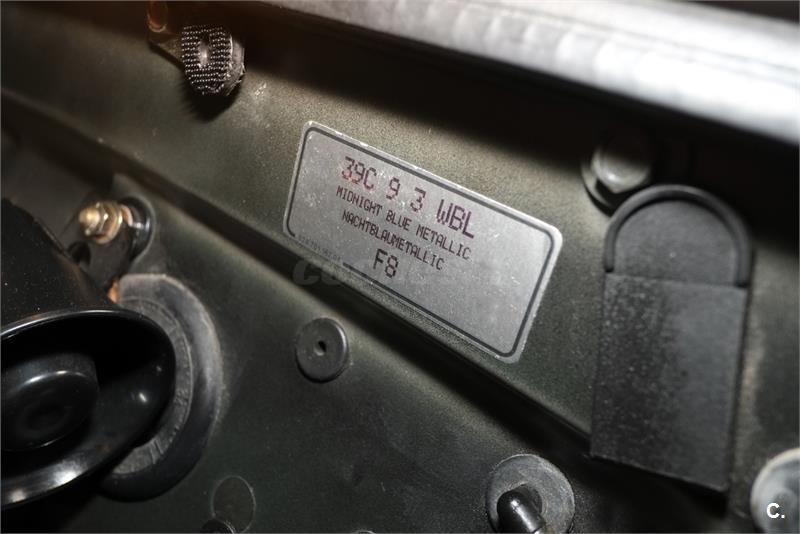 39C 9 3 WBL
MIDNIGHT BLUE METALLIC
NACHTBLAUMETALLIC
F8
C.